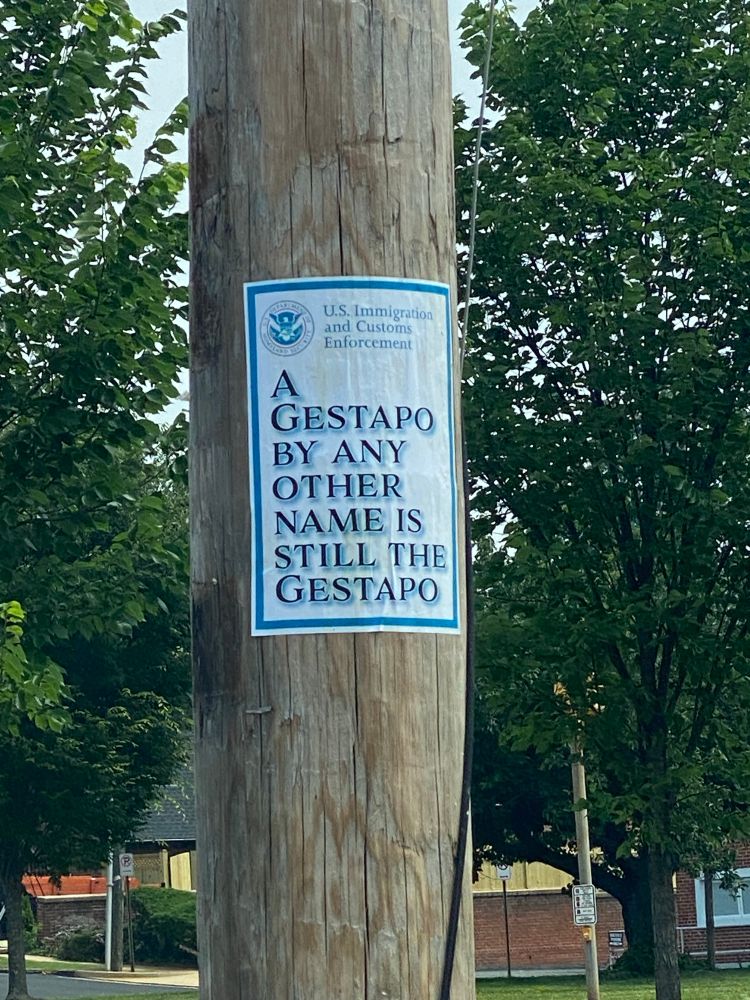 U.S. Immigration
and Customs
Enforcement
A
GESTAPO
BY ANY
OTHER
NAME IS
STILL THE
GESTAPO